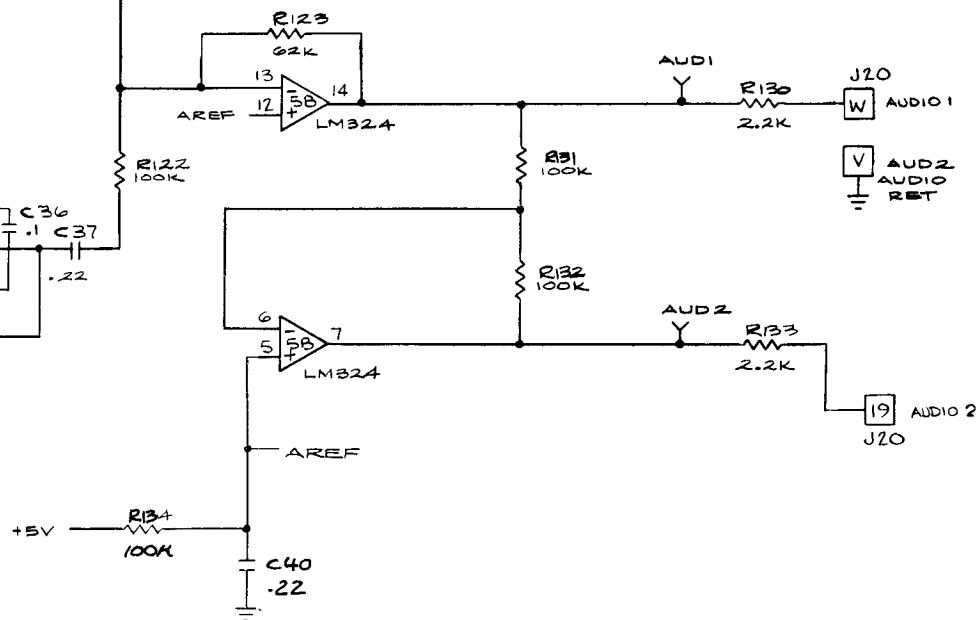 R123
62K
13
12
AREF
-
58
+
14
LM324
AUD1
R130
2.2K
J20
W
AUDIO 1
V
AUD2
AUDIO
RET
R122
100K
R131
100K
C36
.1
C37
.22
R132
100K
6
5
-
58
+
7
LM324
AUD2
R133
2.2K
19
AUDIO 2
J20
AREF
+5V
R134
100K
C40
.22